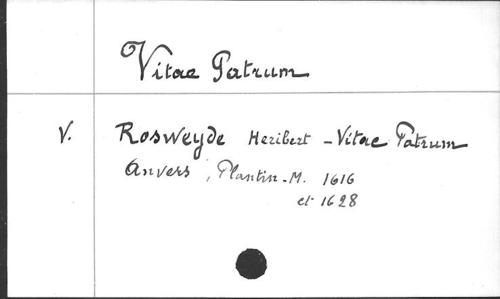 Vitae Patrum
V. Rosweyde Heribert - Vitae Patrum
Anvers, Plantin-M. 1616
et 1628